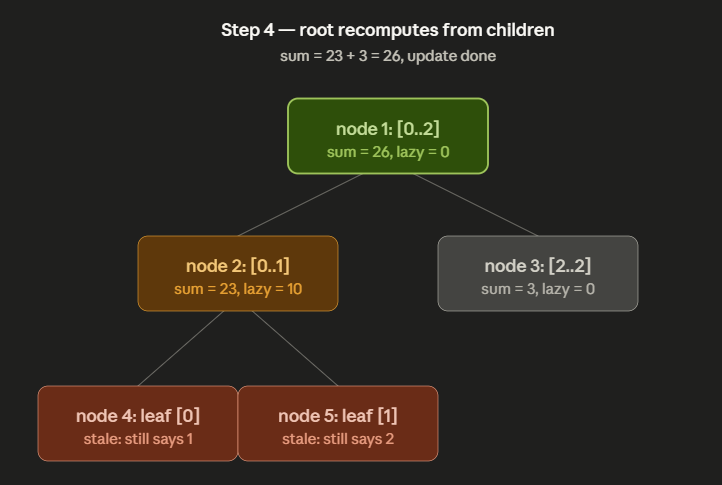 Step 4 — root recomputes from children
sum = 23 + 3 = 26, update done
node 1: [0..2]
sum = 26, lazy = 0
node 2: [0..1]
sum = 23, lazy = 10
node 3: [2..2]
sum = 3, lazy = 0
node 4: leaf [0]
stale: still says 1
node 5: leaf [1]
stale: still says 2